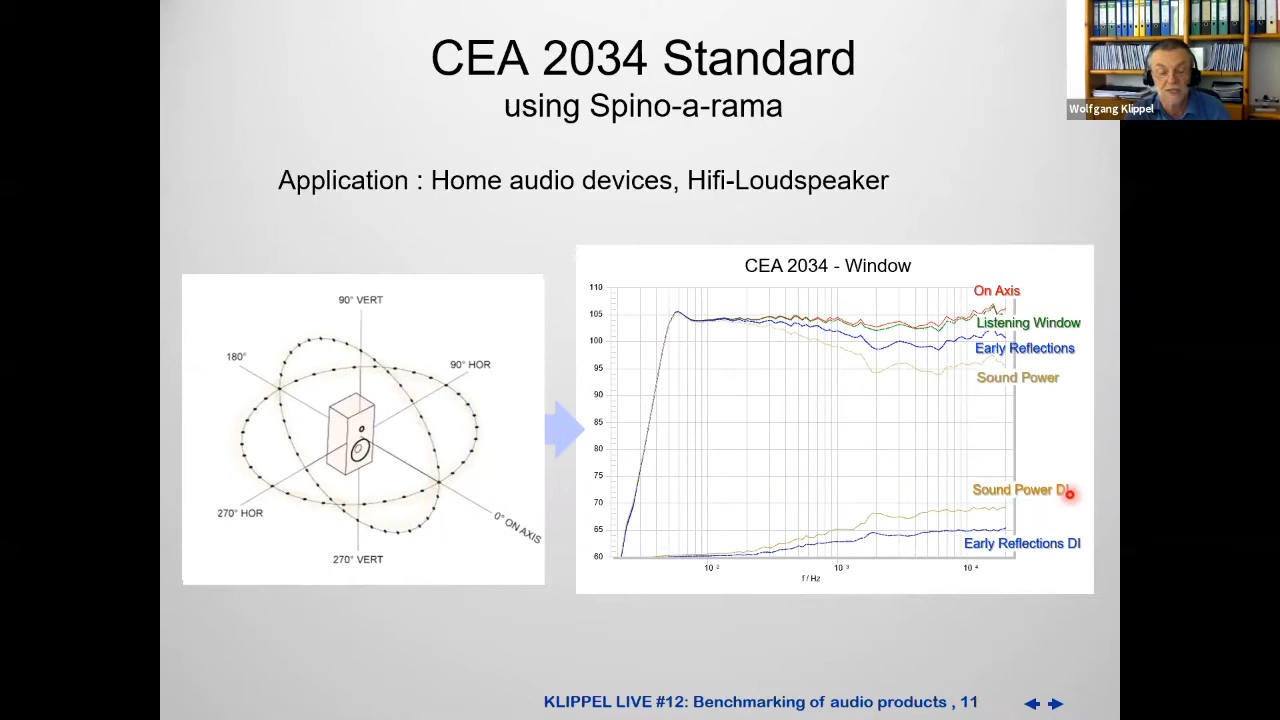 CEA 2034 Standard
using Spino-a-rama
Wolfgang Klippel
Application : Home audio devices, Hifi-Loudspeaker
90° VERT
180°
90° HOR
270° HOR
0° ON AXIS
270° VERT
CEA 2034 - Window
110
105
100
95
90
85
80
75
70
65
60
On Axis
Listening Window
Early Reflections
Sound Power
Sound Power DI
Early Reflections DI
10 2
10 3
10 4
f / Hz
KLIPPEL LIVE #12: Benchmarking of audio products , 11